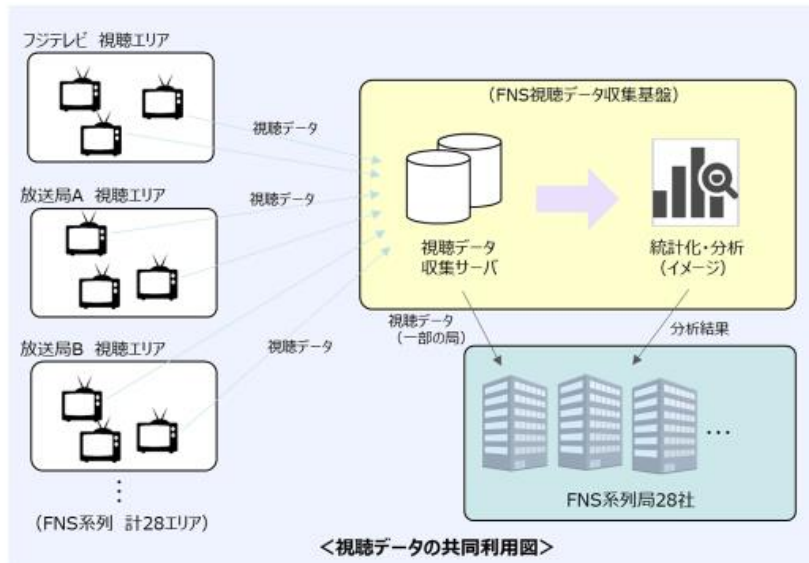 フジテレビ 視聴エリア
視聴データ
放送局A 視聴エリア
視聴データ
放送局B 視聴エリア
視聴データ
⋮
（FNS系列 計28エリア）
（FNS視聴データ収集基盤）
視聴データ
収集サーバ
統計化・分析
（イメージ）
視聴データ
（一部の局）
分析結果
…
FNS系列局28社
＜視聴データの共同利用図＞